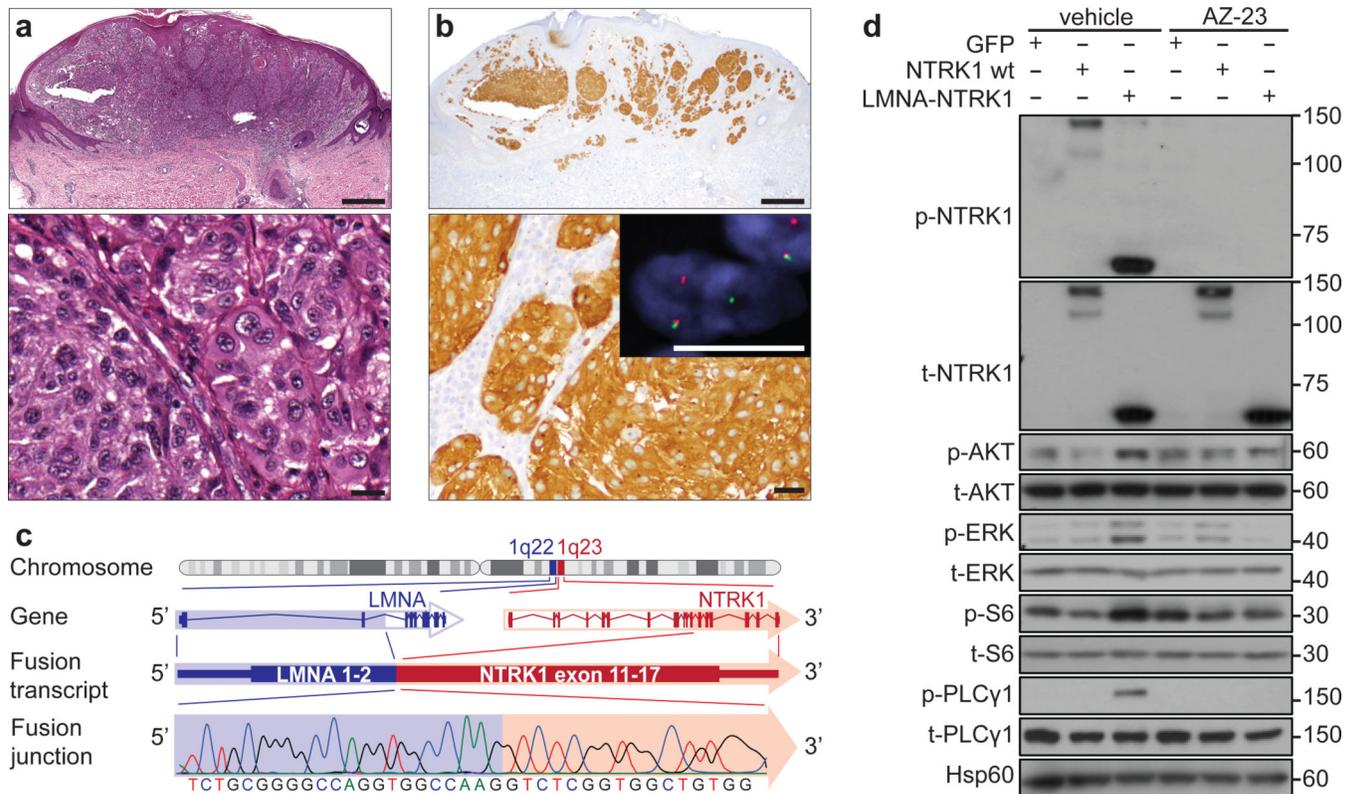 a
b
c
1q22 1q23
Chromosome
LMNA
NTRK1
Gene 5' 3'
Fusion
transcript
5' LMNA 1-2 NTRK1 exon 11-17 3'
Fusion
junction
5' 3'
TCTGCGGGGCCAGGTGGCCAAGGTCTCGGTGGCTGTGG
d
vehicle AZ-23
GFP + – – + – –
NTRK1 wt – + – – + –
LMNA-NTRK1 – – + – – +
150
100
p-NTRK1
75
150
100
t-NTRK1
75
p-AKT 60
t-AKT 60
p-ERK 40
t-ERK 40
p-S6 30
t-S6 30
p-PLCγ1 150
t-PLCγ1 150
Hsp60 60